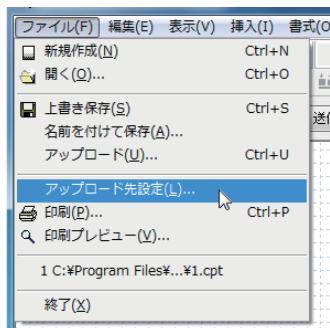 ファイル(F) 編集(E) 表示(V) 挿入(I) 書式(O
新規作成(N) Ctrl+N
開く(O)... Ctrl+O
上書き保存(S) Ctrl+S
名前を付けて保存(A)...
アップロード(U)... Ctrl+U
アップロード先設定(L)...
印刷(P)... Ctrl+P
印刷プレビュー(V)...
1 C:¥Program Files¥...¥1.cpt
終了(X)
送信